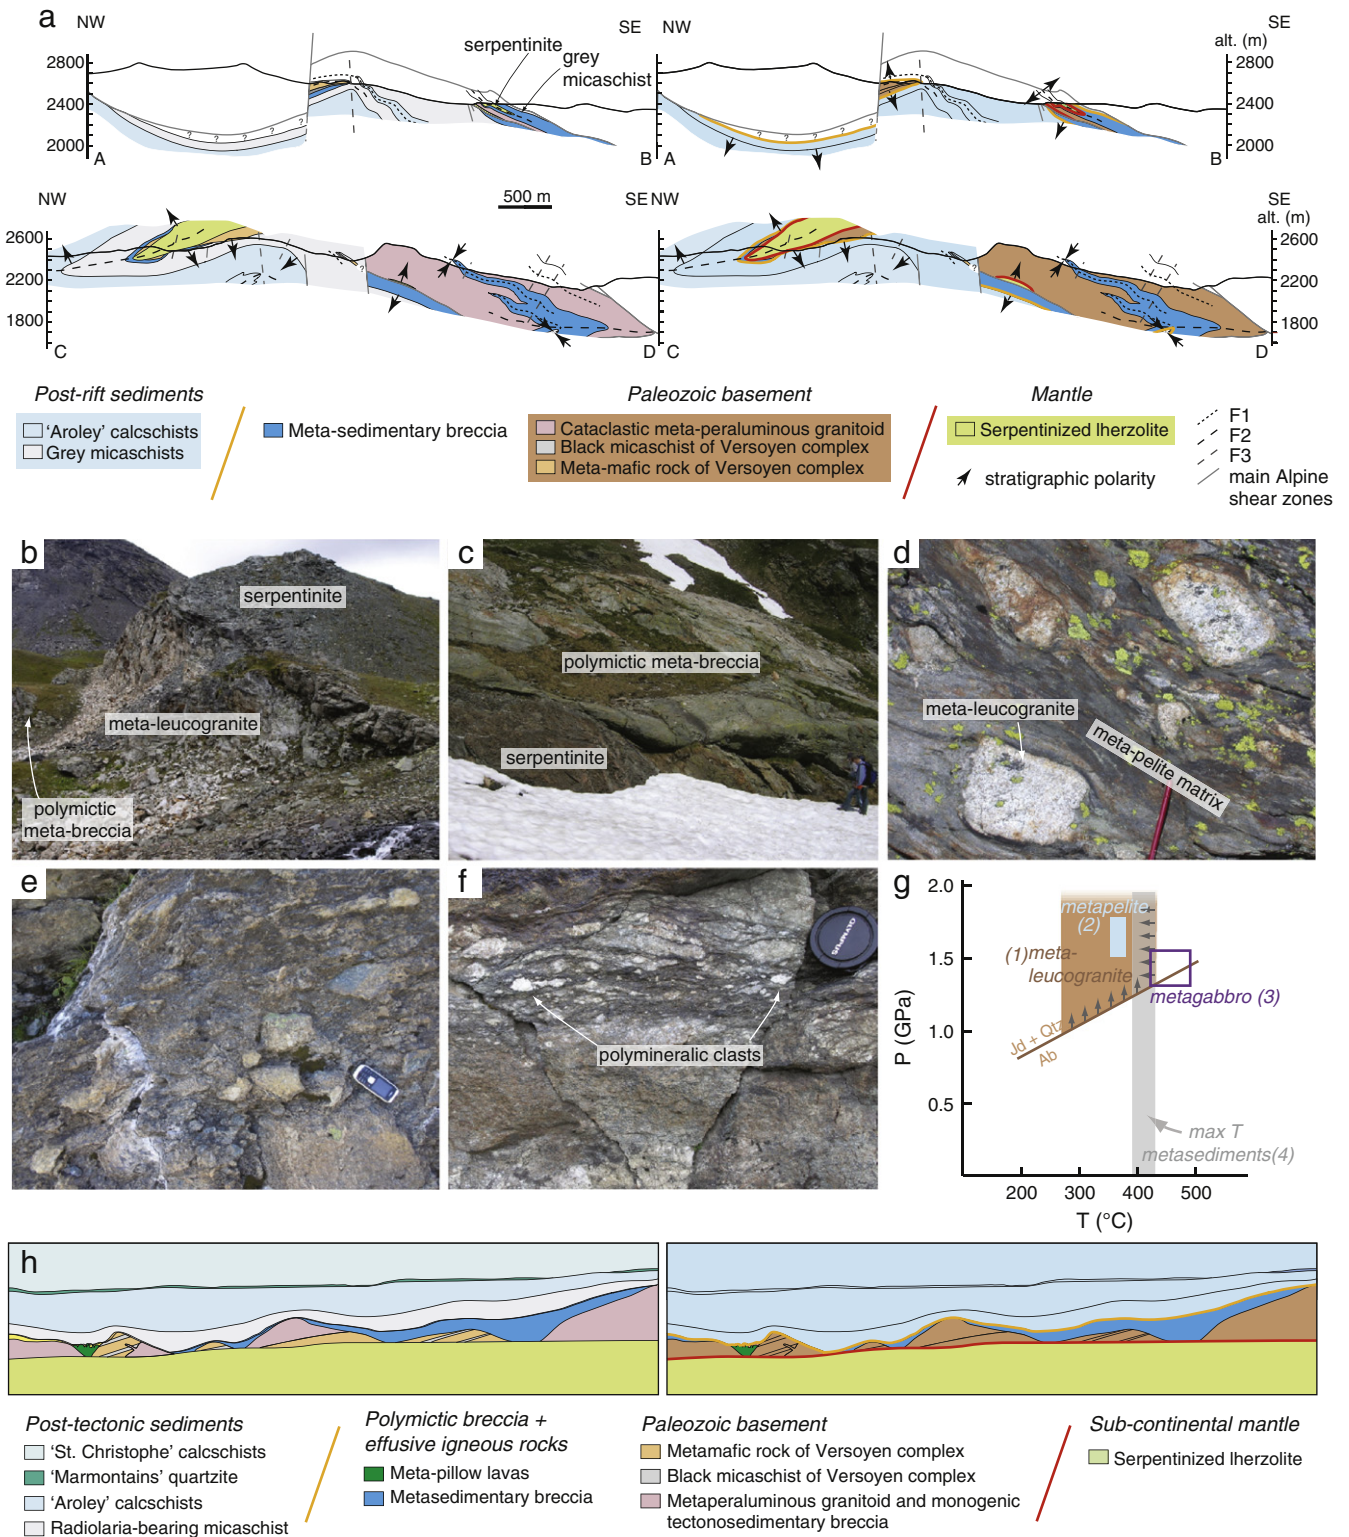 a
NW
SE
NW
SE
alt. (m)
serpentinite
grey
micaschist
2800
2400
2000
A
B
A
B
2800
2400
2000
NW
500 m
SE
NW
SE
alt. (m)
2600
2200
1800
C
D
C
D
2600
2200
1800
Post-rift sediments
'Aroley' calcschists
Grey micaschists
Meta-sedimentary breccia
Paleozoic basement
Cataclastic meta-peraluminous granitoid
Black micaschist of Versoyen complex
Meta-mafic rock of Versoyen complex
Mantle
Serpentinized lherzolite
stratigraphic polarity
F1
F2
F3
main Alpine
shear zones
b
serpentinite
meta-leucogranite
polymictic
meta-breccia
c
polymictic meta-breccia
serpentinite
d
meta-leucogranite
meta-pelite matrix
e
f
OLYMPUS
polymineralic clasts
g
2.0
1.5
1.0
0.5
P (GPa)
metapelite
(2)
(1) meta-
leucogranite
metagabbro (3)
Jd + Qtz
Ab
max T
metasediments(4)
200
300
400
500
T (°C)
h
Post-tectonic sediments
'St. Christophe' calcschists
'Marmontains' quartzite
'Aroley' calcschists
Radiolaria-bearing micaschist
Polymictic breccia +
effusive igneous rocks
Meta-pillow lavas
Metasedimentary breccia
Paleozoic basement
Metamafic rock of Versoyen complex
Black micaschist of Versoyen complex
Metaperaluminous granitoid and monogenic
tectonosedimentary breccia
Sub-continental mantle
Serpentinized lherzolite